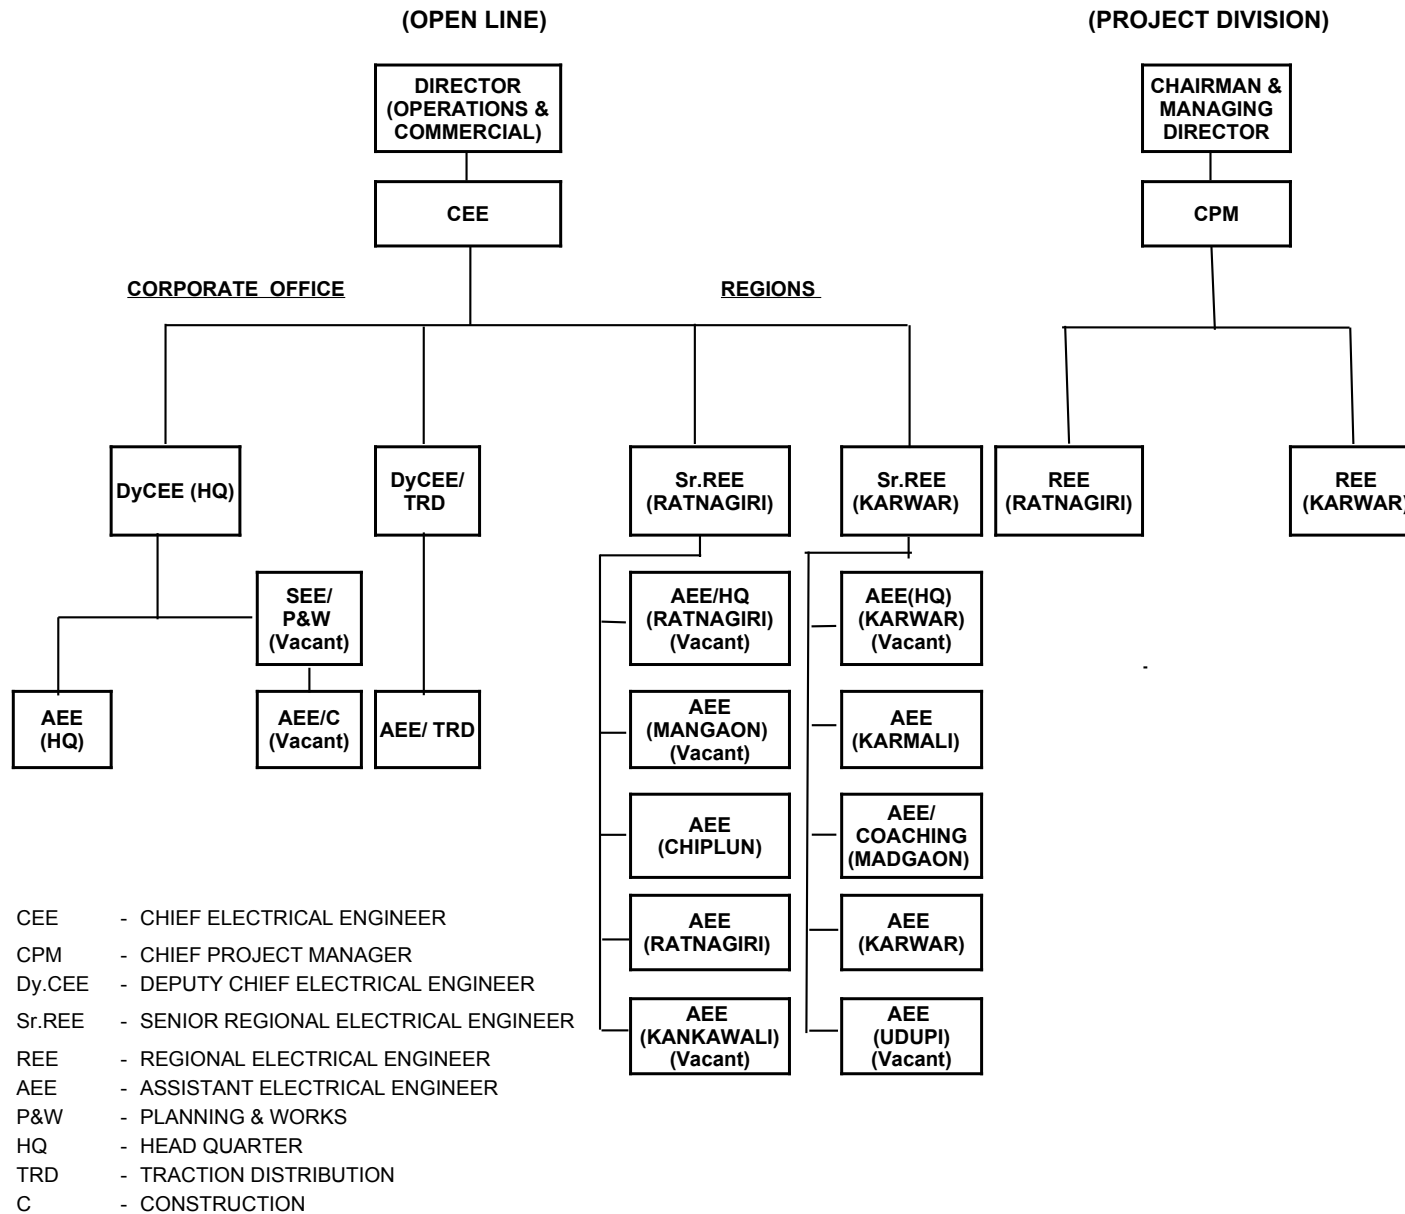 (OPEN LINE)
(PROJECT DIVISION)
DIRECTOR
(OPERATIONS &
COMMERCIAL)
CHAIRMAN &
MANAGING
DIRECTOR
CEE
CPM
CORPORATE OFFICE
REGIONS
DyCEE (HQ)
DyCEE/
TRD
Sr.REE
(RATNAGIRI)
Sr.REE
(KARWAR)
REE
(RATNAGIRI)
REE
(KARWAR)
SEE/
P&W
(Vacant)
AEE/HQ
(RATNAGIRI)
(Vacant)
AEE(HQ)
(KARWAR)
(Vacant)
-
AEE
(HQ)
AEE/C
(Vacant)
AEE/ TRD
AEE
(MANGAON)
(Vacant)
AEE
(KARMALI)
AEE
(CHIPLUN)
AEE/
COACHING
(MADGAON)
AEE
(RATNAGIRI)
AEE
(KARWAR)
AEE
(KANKAWALI)
(Vacant)
AEE
(UDUPI)
(Vacant)
CEE - CHIEF ELECTRICAL ENGINEER
CPM - CHIEF PROJECT MANAGER
Dy.CEE - DEPUTY CHIEF ELECTRICAL ENGINEER
Sr.REE - SENIOR REGIONAL ELECTRICAL ENGINEER
REE - REGIONAL ELECTRICAL ENGINEER
AEE - ASSISTANT ELECTRICAL ENGINEER
P&W - PLANNING & WORKS
HQ - HEAD QUARTER
TRD - TRACTION DISTRIBUTION
C - CONSTRUCTION